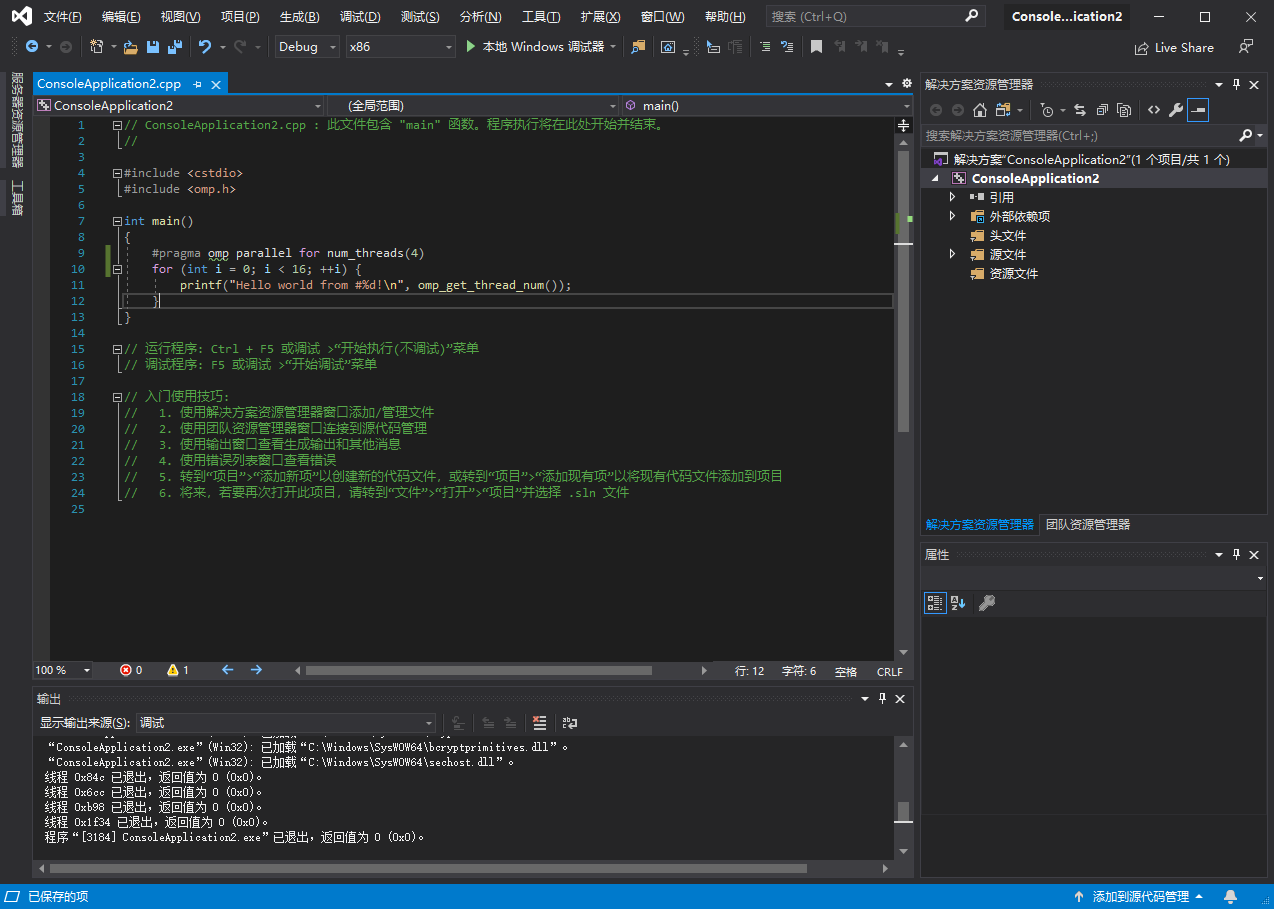 文件(F) 编辑(E) 视图(V) 项目(P) 生成(B) 调试(D) 测试(S) 分析(N) 工具(T) 扩展(X) 窗口(W) 帮助(H) 搜索 (Ctrl+Q) Console...ication2
Debug x86 本地 Windows 调试器 Live Share
服务器资源管理器
工具箱
ConsoleApplication2.cpp
ConsoleApplication2 (全局范围) main()
1 // ConsoleApplication2.cpp : 此文件包含 "main" 函数。程序执行将在此处开始并结束。
2 //
3
4 #include <cstdio>
5 #include <omp.h>
6
7 int main()
8 {
9 #pragma omp parallel for num_threads(4)
10 for (int i = 0; i < 16; ++i) {
11 printf("Hello world from #%d!\n", omp_get_thread_num());
12 }
13 }
14
15 // 运行程序: Ctrl + F5 或调试 >“开始执行(不调试)”菜单
16 // 调试程序: F5 或调试 >“开始调试”菜单
17
18 // 入门使用技巧:
19 // 1. 使用解决方案资源管理器窗口添加/管理文件
20 // 2. 使用团队资源管理器窗口连接到源代码管理
21 // 3. 使用输出窗口查看生成输出和其他消息
22 // 4. 使用错误列表窗口查看错误
23 // 5. 转到“项目”>“添加新项”以创建新的代码文件，或转到“项目”>“添加现有项”以将现有代码文件添加到项目
24 // 6. 将来，若要再次打开此项目，请转到“文件”>“打开”>“项目”并选择 .sln 文件
25
100 % 0 1 行: 12 字符: 6 空格 CRLF
输出
显示输出来源(S): 调试
“ConsoleApplication2.exe”(Win32): 已加载“C:\Windows\SysWOW64\bcryptprimitives.dll”。
“ConsoleApplication2.exe”(Win32): 已加载“C:\Windows\SysWOW64\sechost.dll”。
线程 0x84c 已退出，返回值为 0 (0x0)。
线程 0x6cc 已退出，返回值为 0 (0x0)。
线程 0xb98 已退出，返回值为 0 (0x0)。
线程 0x1f34 已退出，返回值为 0 (0x0)。
程序“[3184] ConsoleApplication2.exe”已退出，返回值为 0 (0x0)。
解决方案资源管理器
搜索解决方案资源管理器(Ctrl+;)
解决方案“ConsoleApplication2”(1 个项目/共 1 个)
ConsoleApplication2
引用
外部依赖项
头文件
源文件
资源文件
解决方案资源管理器 团队资源管理器
属性
已保存的项 添加到源代码管理